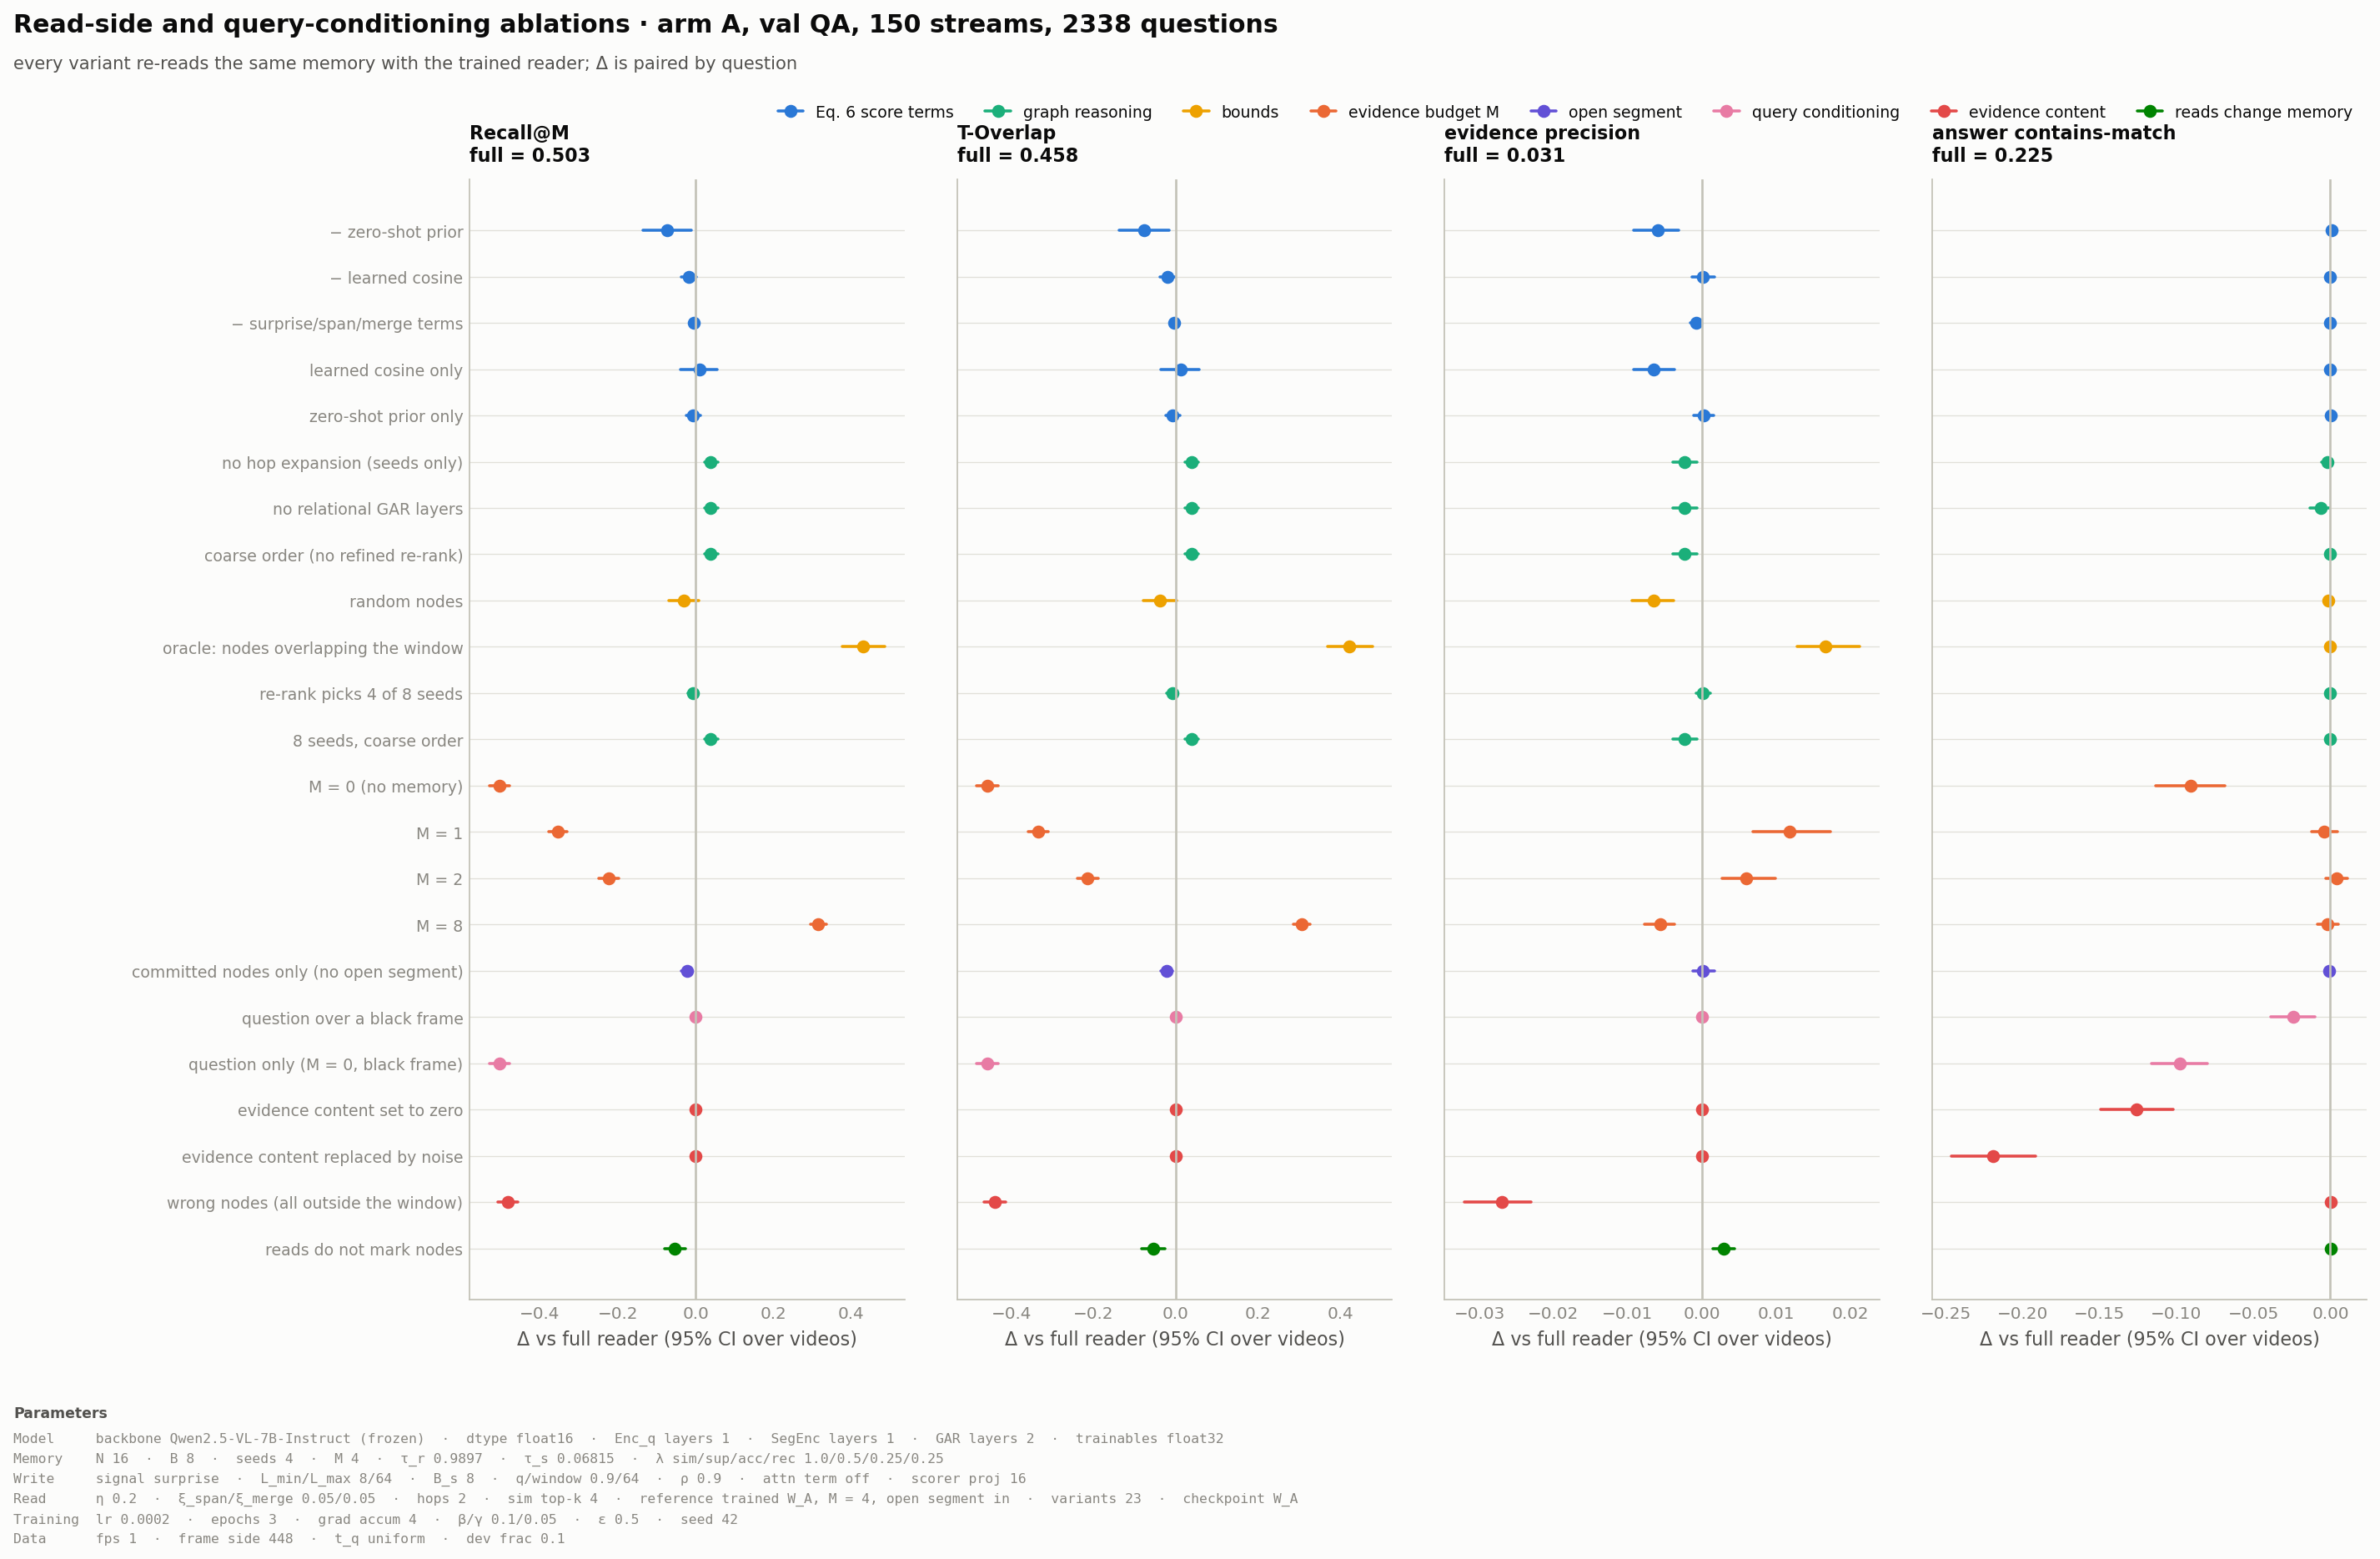 Read-side and query-conditioning ablations · arm A, val QA, 150 streams, 2338 questions
every variant re-reads the same memory with the trained reader; Δ is paired by question
Eq. 6 score terms graph reasoning bounds evidence budget M open segment query conditioning evidence content reads change memory
Recall@M
full = 0.503
T-Overlap
full = 0.458
evidence precision
full = 0.031
answer contains-match
full = 0.225
− zero-shot prior
− learned cosine
− surprise/span/merge terms
learned cosine only
zero-shot prior only
no hop expansion (seeds only)
no relational GAR layers
coarse order (no refined re-rank)
random nodes
oracle: nodes overlapping the window
re-rank picks 4 of 8 seeds
8 seeds, coarse order
M = 0 (no memory)
M = 1
M = 2
M = 8
committed nodes only (no open segment)
question over a black frame
question only (M = 0, black frame)
evidence content set to zero
evidence content replaced by noise
wrong nodes (all outside the window)
reads do not mark nodes
−0.4 −0.2 0.0 0.2 0.4
Δ vs full reader (95% CI over videos)
−0.4 −0.2 0.0 0.2 0.4
Δ vs full reader (95% CI over videos)
−0.03 −0.02 −0.01 0.00 0.01 0.02
Δ vs full reader (95% CI over videos)
−0.25 −0.20 −0.15 −0.10 −0.05 0.00
Δ vs full reader (95% CI over videos)
Parameters
Model backbone Qwen2.5-VL-7B-Instruct (frozen) · dtype float16 · Enc_q layers 1 · SegEnc layers 1 · GAR layers 2 · trainables float32
Memory N 16 · B 8 · seeds 4 · M 4 · τ_r 0.9897 · τ_s 0.06815 · λ sim/sup/acc/rec 1.0/0.5/0.25/0.25
Write signal surprise · L_min/L_max 8/64 · B_s 8 · q/window 0.9/64 · ρ 0.9 · attn term off · scorer proj 16
Read η 0.2 · ξ_span/ξ_merge 0.05/0.05 · hops 2 · sim top-k 4 · reference trained W_A, M = 4, open segment in · variants 23 · checkpoint W_A
Training lr 0.0002 · epochs 3 · grad accum 4 · β/γ 0.1/0.05 · ε 0.5 · seed 42
Data fps 1 · frame side 448 · t_q uniform · dev frac 0.1